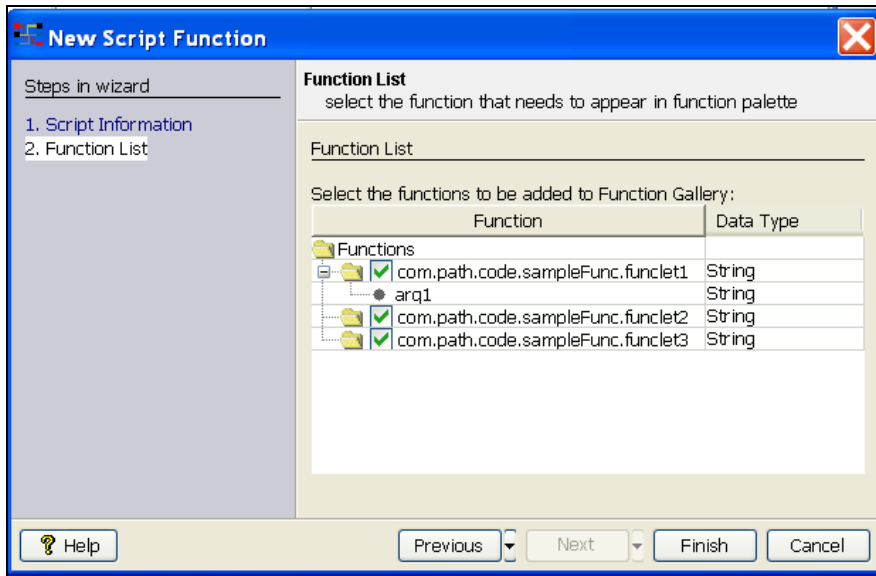 New Script Function
Steps in wizard
1. Script Information
2. Function List
Function List
select the function that needs to appear in function palette
Function List
Select the functions to be added to Function Gallery:
Function Data Type
Functions
com.path.code.sampleFunc.funclet1 String
arg1 String
com.path.code.sampleFunc.funclet2 String
com.path.code.sampleFunc.funclet3 String
? Help Previous Next Finish Cancel